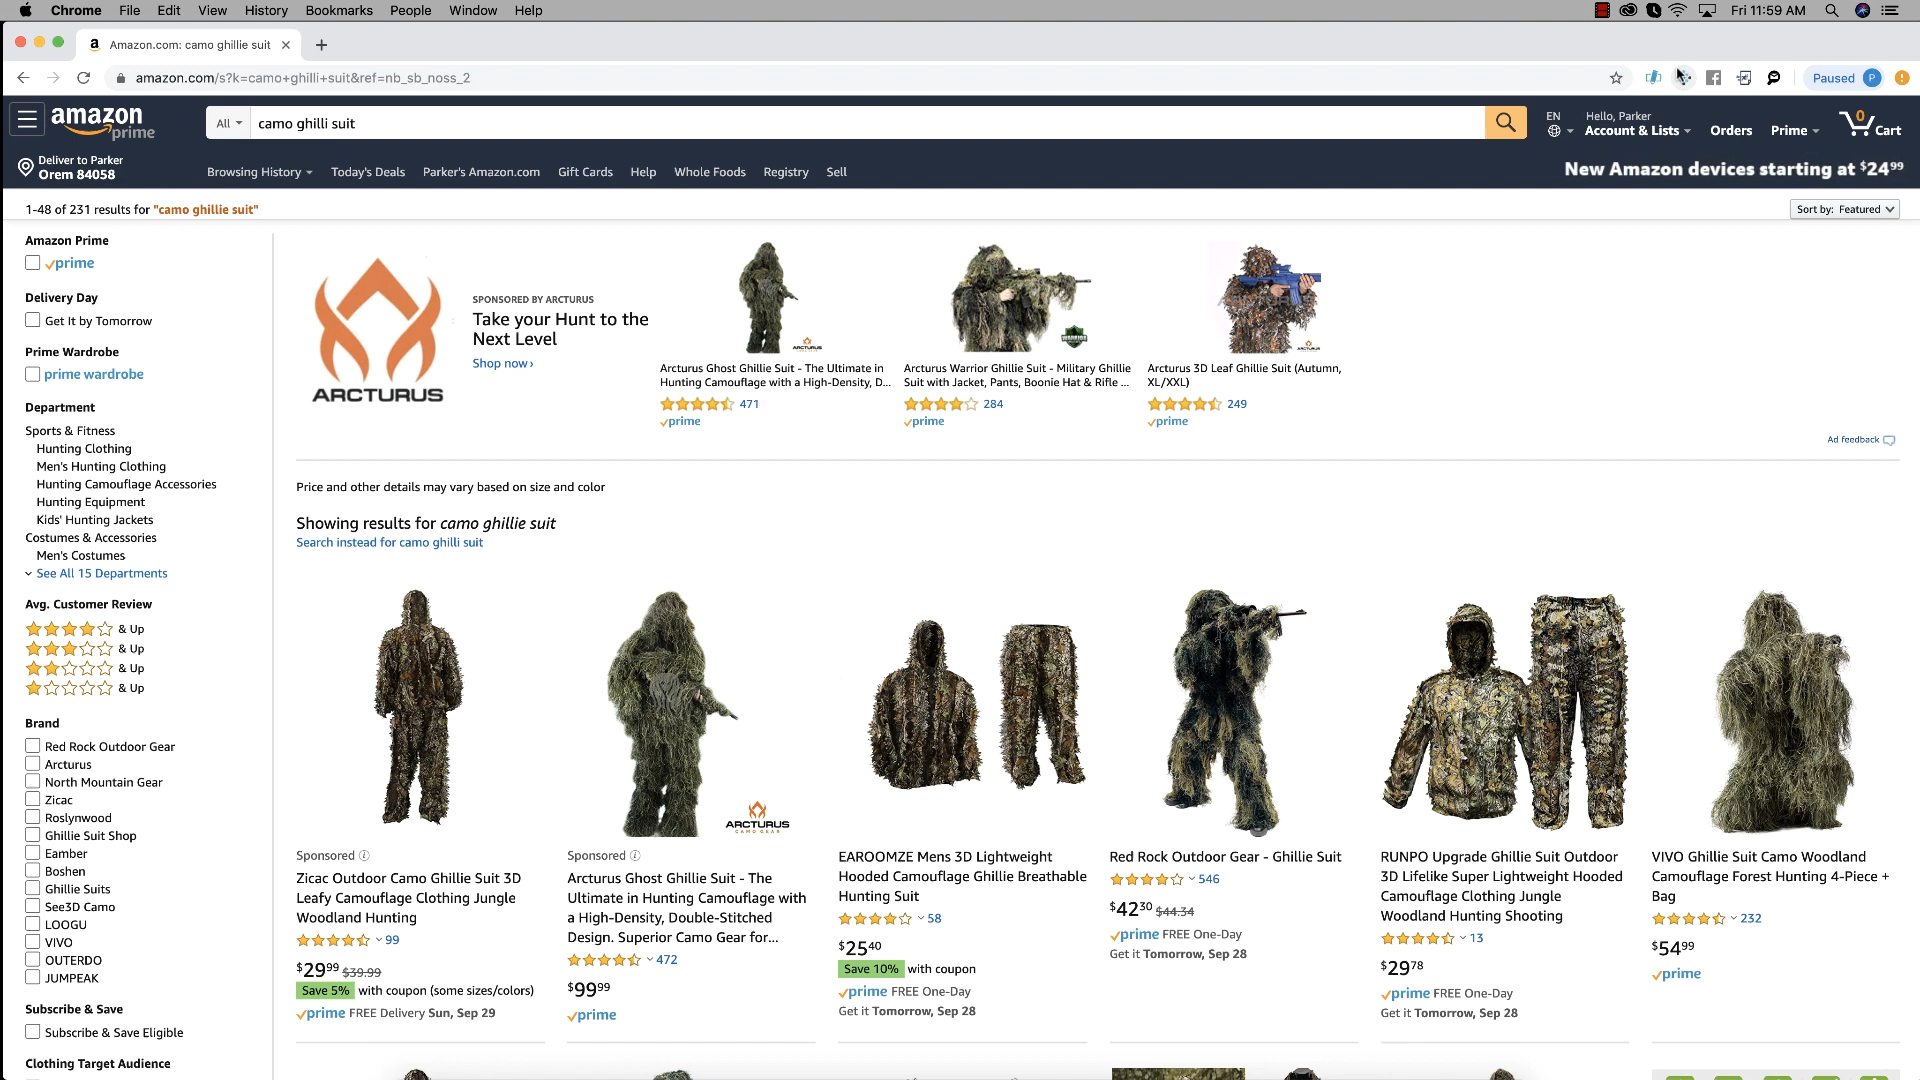 Chrome File Edit View History Bookmarks People Window Help
Fri 11:59 AM
Amazon.com: camo ghillie suit
amazon.com/s?k=camo+ghilli+suit&ref=nb_sb_noss_2
Paused P
amazon prime
All
camo ghilli suit
EN
Hello, Parker
Account & Lists
Orders
Prime
0
Cart
Deliver to Parker
Orem 84058
Browsing History
Today's Deals
Parker's Amazon.com
Gift Cards
Help
Whole Foods
Registry
Sell
New Amazon devices starting at $24⁹⁹
1-48 of 231 results for "camo ghillie suit"
Sort by: Featured
Amazon Prime
prime
Delivery Day
Get It by Tomorrow
Prime Wardrobe
prime wardrobe
Department
Sports & Fitness
Hunting Clothing
Men's Hunting Clothing
Hunting Camouflage Accessories
Hunting Equipment
Kids' Hunting Jackets
Costumes & Accessories
Men's Costumes
See All 15 Departments
Avg. Customer Review
& Up
& Up
& Up
& Up
Brand
Red Rock Outdoor Gear
Arcturus
North Mountain Gear
Zicac
Roslynwood
Ghillie Suit Shop
Eamber
Boshen
Ghillie Suits
See3D Camo
LOOGU
VIVO
OUTERDO
JUMPEAK
Subscribe & Save
Subscribe & Save Eligible
Clothing Target Audience
ARCTURUS
SPONSORED BY ARCTURUS
Take your Hunt to the
Next Level
Shop now›
Arcturus Ghost Ghillie Suit - The Ultimate in
Hunting Camouflage with a High-Density, D...
471
prime
Arcturus Warrior Ghillie Suit - Military Ghillie
Suit with Jacket, Pants, Boonie Hat & Rifle ...
284
prime
Arcturus 3D Leaf Ghillie Suit (Autumn,
XL/XXL)
249
prime
Ad feedback
Price and other details may vary based on size and color
Showing results for camo ghillie suit
Search instead for camo ghilli suit
Sponsored
Zicac Outdoor Camo Ghillie Suit 3D
Leafy Camouflage Clothing Jungle
Woodland Hunting
99
$29⁹⁹ $39.99
Save 5% with coupon (some sizes/colors)
prime FREE Delivery Sun, Sep 29
ARCTURUS
CAMO GEAR
Sponsored
Arcturus Ghost Ghillie Suit - The
Ultimate in Hunting Camouflage with
a High-Density, Double-Stitched
Design. Superior Camo Gear for...
472
$99⁹⁹
prime
EAROOMZE Mens 3D Lightweight
Hooded Camouflage Ghillie Breathable
Hunting Suit
58
$25⁴⁰
Save 10% with coupon
prime FREE One-Day
Get it Tomorrow, Sep 28
Red Rock Outdoor Gear - Ghillie Suit
546
$42³⁰ $44.34
prime FREE One-Day
Get it Tomorrow, Sep 28
RUNPO Upgrade Ghillie Suit Outdoor
3D Lifelike Super Lightweight Hooded
Camouflage Clothing Jungle
Woodland Hunting Shooting
13
$29⁷⁸
prime FREE One-Day
Get it Tomorrow, Sep 28
VIVO Ghillie Suit Camo Woodland
Camouflage Forest Hunting 4-Piece +
Bag
232
$54⁹⁹
prime